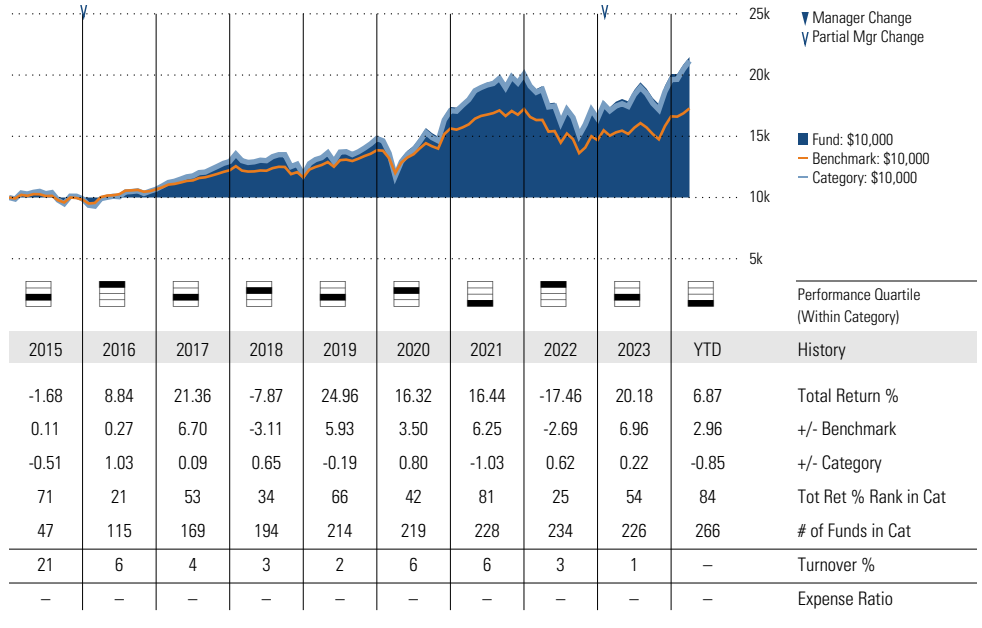 25k
20k
15k
10k
5k
Manager Change
Partial Mgr Change
Fund: $10,000
Benchmark: $10,000
Category: $10,000
Performance Quartile
(Within Category)
2015 2016 2017 2018 2019 2020 2021 2022 2023 YTD History
-1.68 8.84 21.36 -7.87 24.96 16.32 16.44 -17.46 20.18 6.87 Total Return %
0.11 0.27 6.70 -3.11 5.93 3.50 6.25 -2.69 6.96 2.96 +/- Benchmark
-0.51 1.03 0.09 0.65 -0.19 0.80 -1.03 0.62 0.22 -0.85 +/- Category
71 21 53 34 66 42 81 25 54 84 Tot Ret % Rank in Cat
47 115 169 194 214 219 228 234 226 266 # of Funds in Cat
21 6 4 3 2 6 6 3 1 – Turnover %
– – – – – – – – – – Expense Ratio